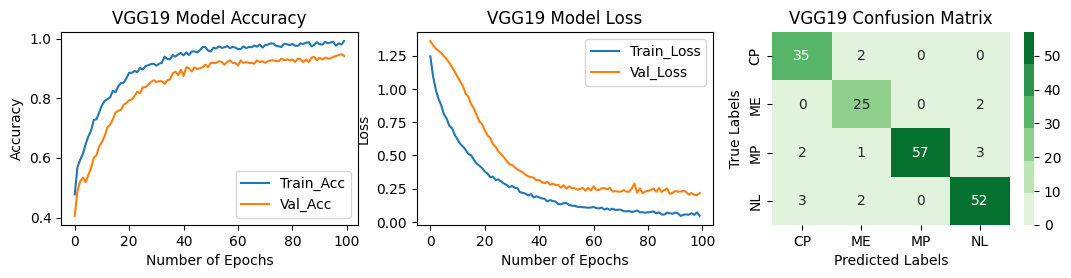 VGG19 Model Accuracy
Accuracy
1.0
0.8
0.6
0.4
0 20 40 60 80 100
Number of Epochs
Train_Acc
Val_Acc
VGG19 Model Loss
Loss
1.25
1.00
0.75
0.50
0.25
0.00
0 20 40 60 80 100
Number of Epochs
Train_Loss
Val_Loss
VGG19 Confusion Matrix
True Labels
CP 35 2 0 0
ME 0 25 0 2
MP 2 1 57 3
NL 3 2 0 52
CP ME MP NL
Predicted Labels
50
40
30
20
10
0